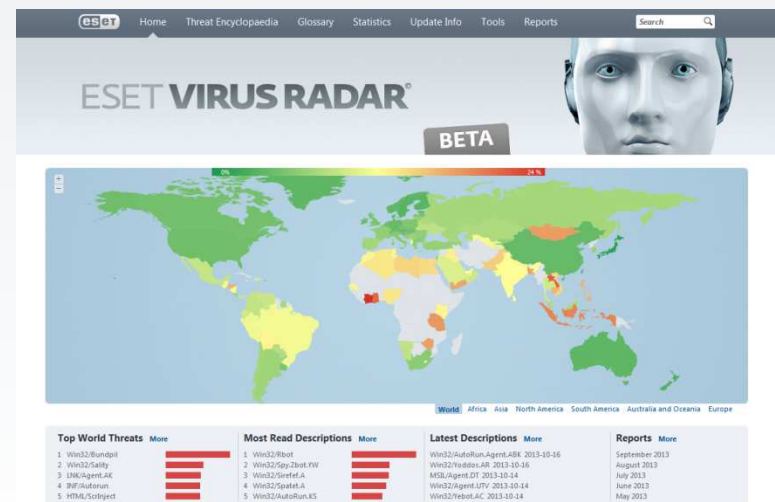 eset Home Threat Encyclopaedia Glossary Statistics Update Info Tools Reports Search
ESET VIRUS RADAR®
BETA
+
0% 24 %
−
World Africa Asia North America South America Australia and Oceania Europe
Top World Threats More
1 Win32/Bundpil
2 Win32/Sality
3 LNK/Agent.AK
4 INF/Autorun
5 HTML/ScrInject
Most Read Descriptions More
1 Win32/Rbot
2 Win32/Spy.Zbot.YW
3 Win32/Sirefef.A
4 Win32/Spatet.A
5 Win32/AutoRun.KS
Latest Descriptions More
Win32/AutoRun.Agent.ABK 2013-10-16
Win32/Yoddos.AR 2013-10-16
MSIL/Agent.DT 2013-10-14
Win32/Agent.UTV 2013-10-14
Win32/Yebot.AC 2013-10-14
Reports More
September 2013
August 2013
July 2013
June 2013
May 2013